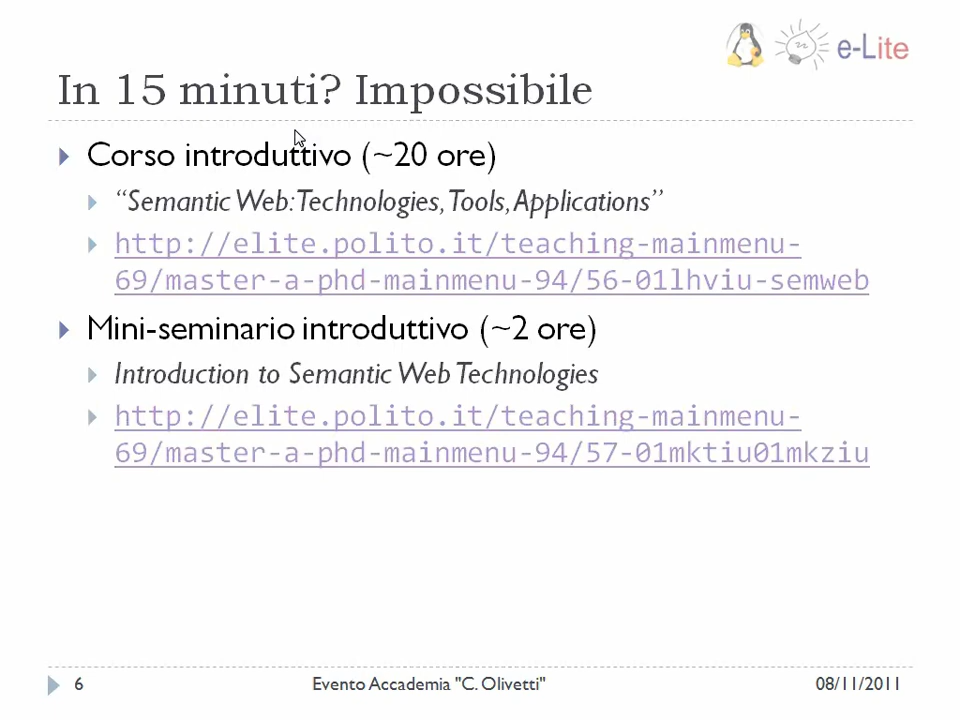 e-Lite
In 15 minuti? Impossibile
Corso introduttivo (~20 ore)
“Semantic Web: Technologies, Tools, Applications”
http://elite.polito.it/teaching-mainmenu-
69/master-a-phd-mainmenu-94/56-01lhviu-semweb
Mini-seminario introduttivo (~2 ore)
Introduction to Semantic Web Technologies
http://elite.polito.it/teaching-mainmenu-
69/master-a-phd-mainmenu-94/57-01mktiu01mkziu
6 Evento Accademia "C. Olivetti" 08/11/2011